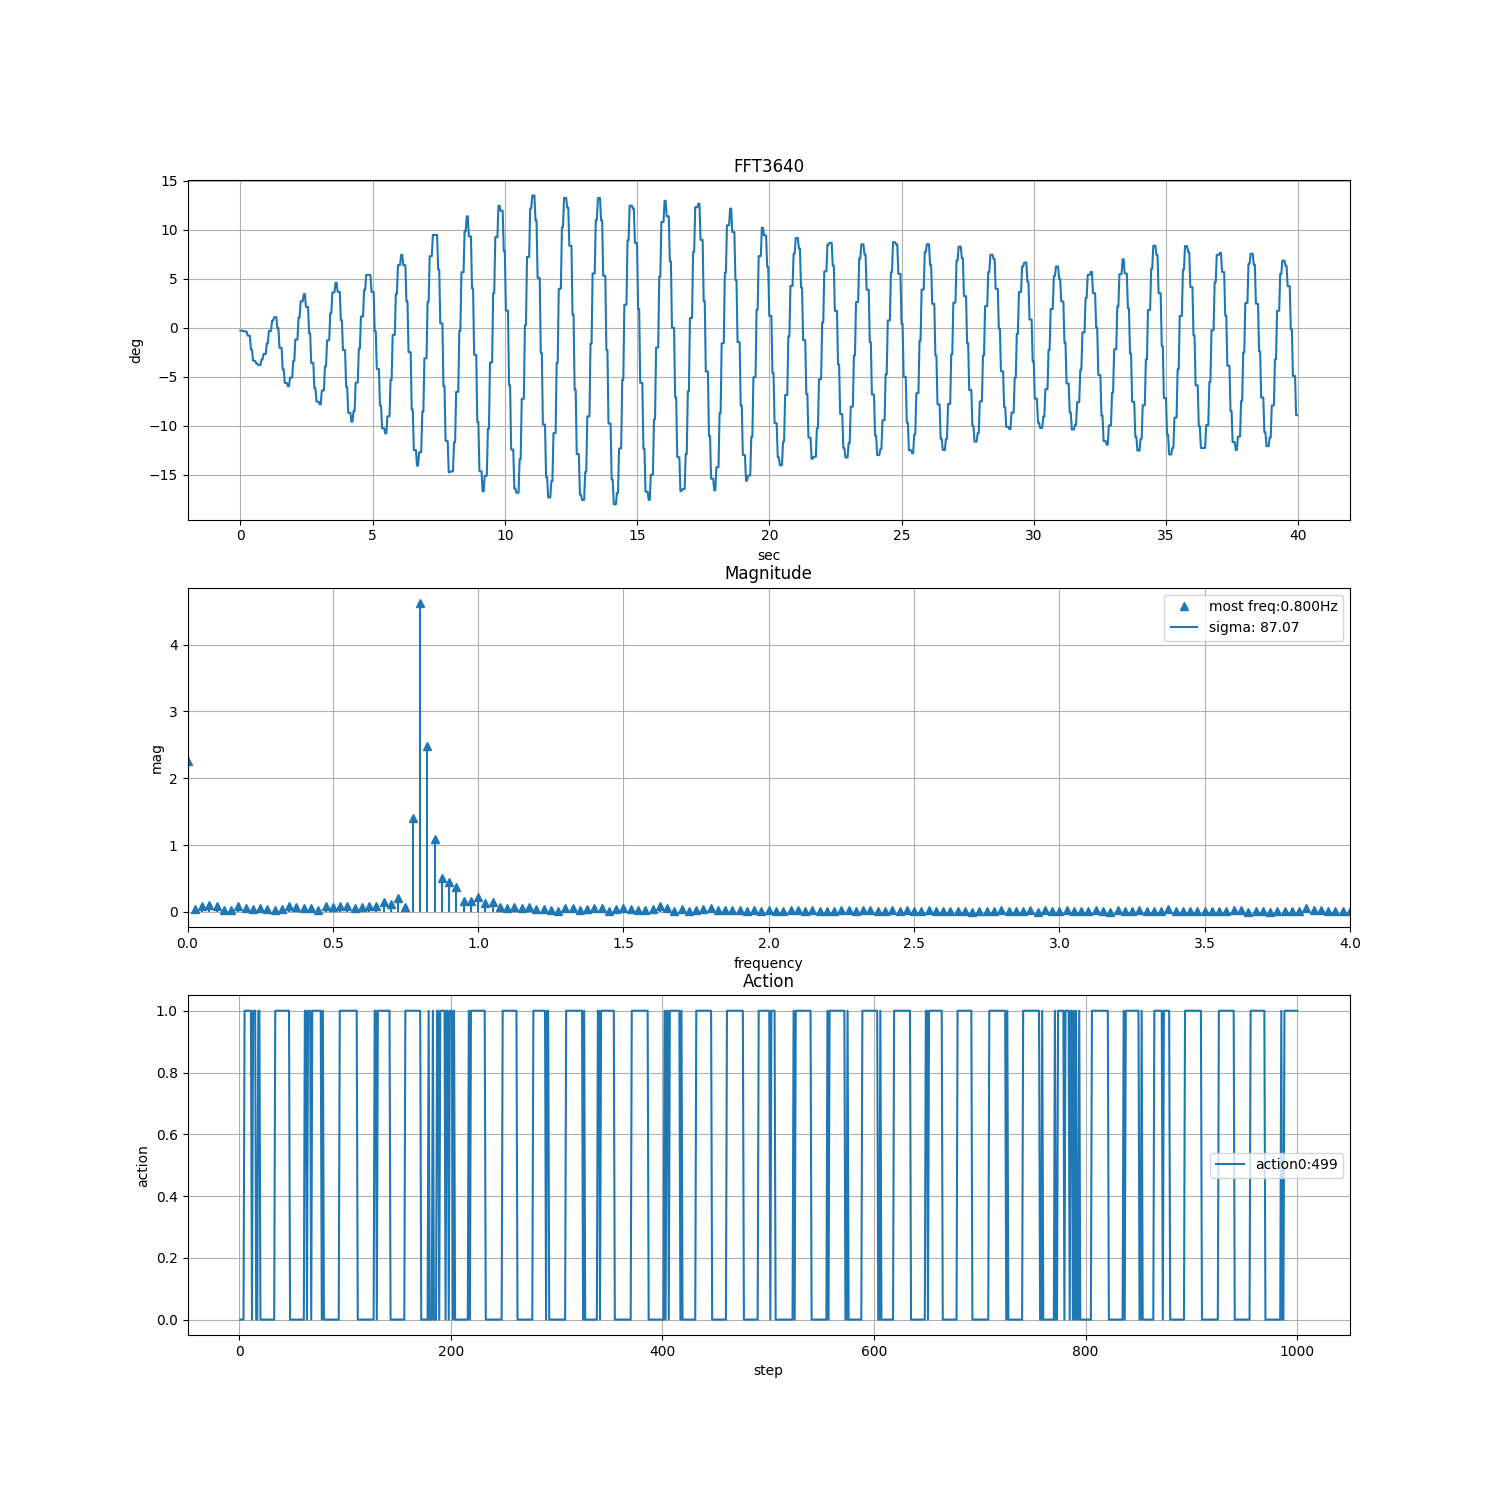 FFT3640
15
10
5
0
−5
−10
−15
deg
0 5 10 15 20 25 30 35 40
sec
Magnitude
most freq:0.800Hz
sigma: 87.07
4
3
2
1
0
mag
0.0 0.5 1.0 1.5 2.0 2.5 3.0 3.5 4.0
frequency
Action
1.0
0.8
0.6
0.4
0.2
0.0
action
action0:499
0 200 400 600 800 1000
step